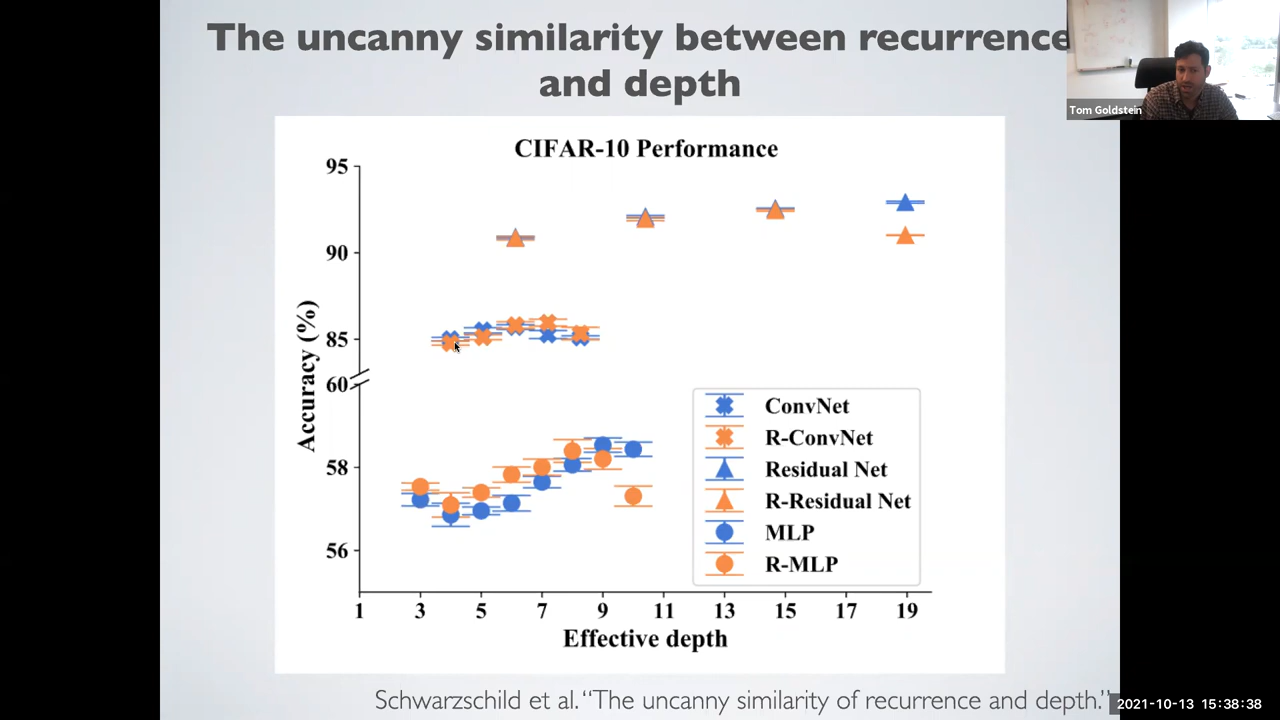 The uncanny similarity between recurrence
and depth
Tom Goldstein
CIFAR-10 Performance
95
90
85
60
58
56
Accuracy (%)
ConvNet
R-ConvNet
Residual Net
R-Residual Net
MLP
R-MLP
1 3 5 7 9 11 13 15 17 19
Effective depth
Schwarzschild et al. “The uncanny similarity of recurrence and depth.”
2021-10-13 15:38:38